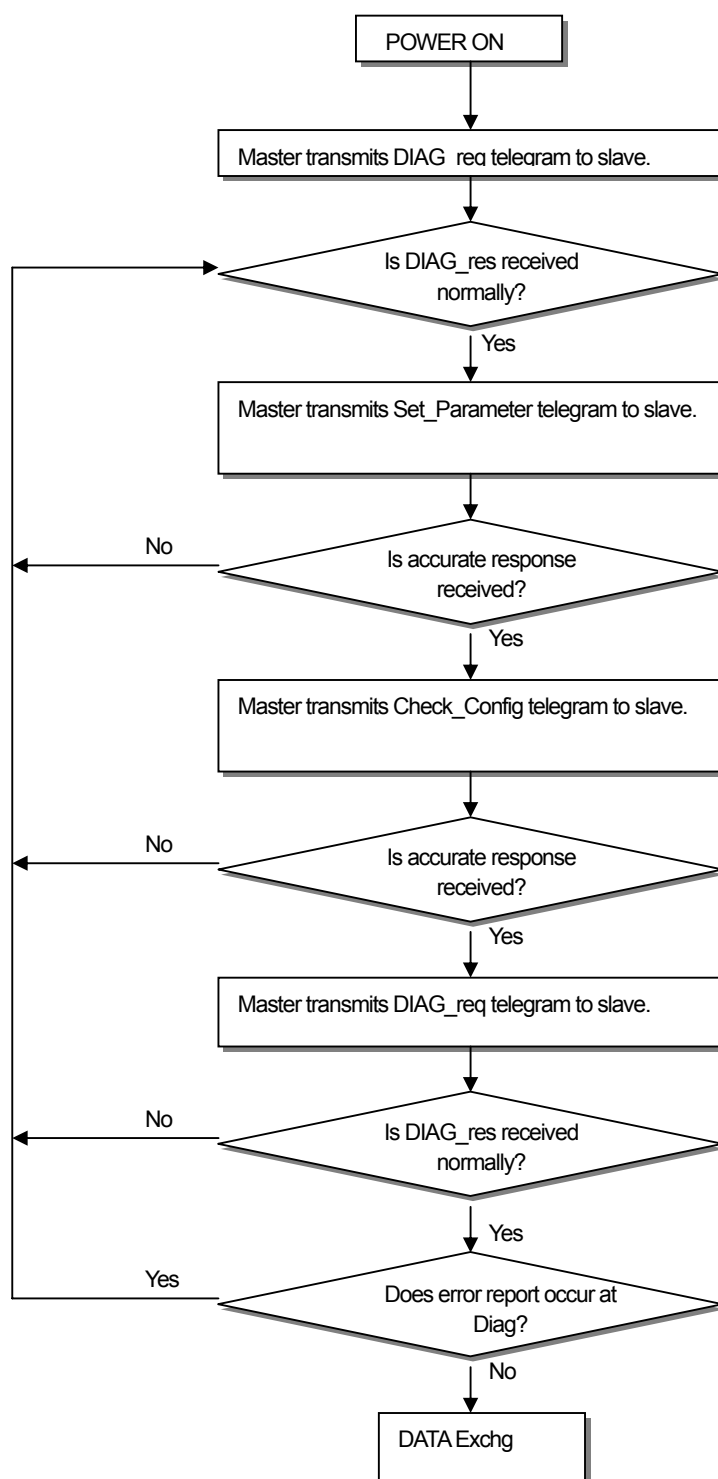 POWER ON
Master transmits DIAG_req telegram to slave.
Is DIAG_res received
normally?
Yes
Master transmits Set_Parameter telegram to slave.
No
Is accurate response
received?
Yes
Master transmits Check_Config telegram to slave.
No
Is accurate response
received?
Yes
Master transmits DIAG_req telegram to slave.
No
Is DIAG_res received
normally?
Yes
Yes
Does error report occur at
Diag?
No
DATA Exchg